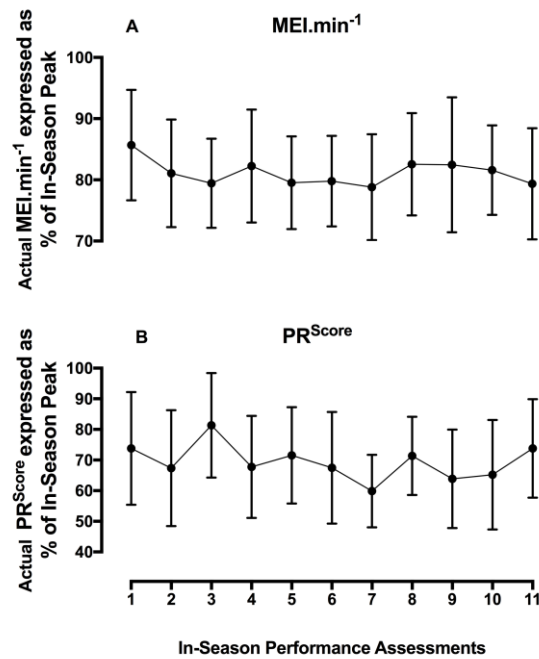 A MEI.min⁻¹
Actual MEI.min⁻¹ expressed as
% of In-Season Peak
100
90
80
70
B PR^Score
Actual PR^Score expressed as
% of In-Season Peak
100
90
80
70
60
50
40
1 2 3 4 5 6 7 8 9 10 11
In-Season Performance Assessments